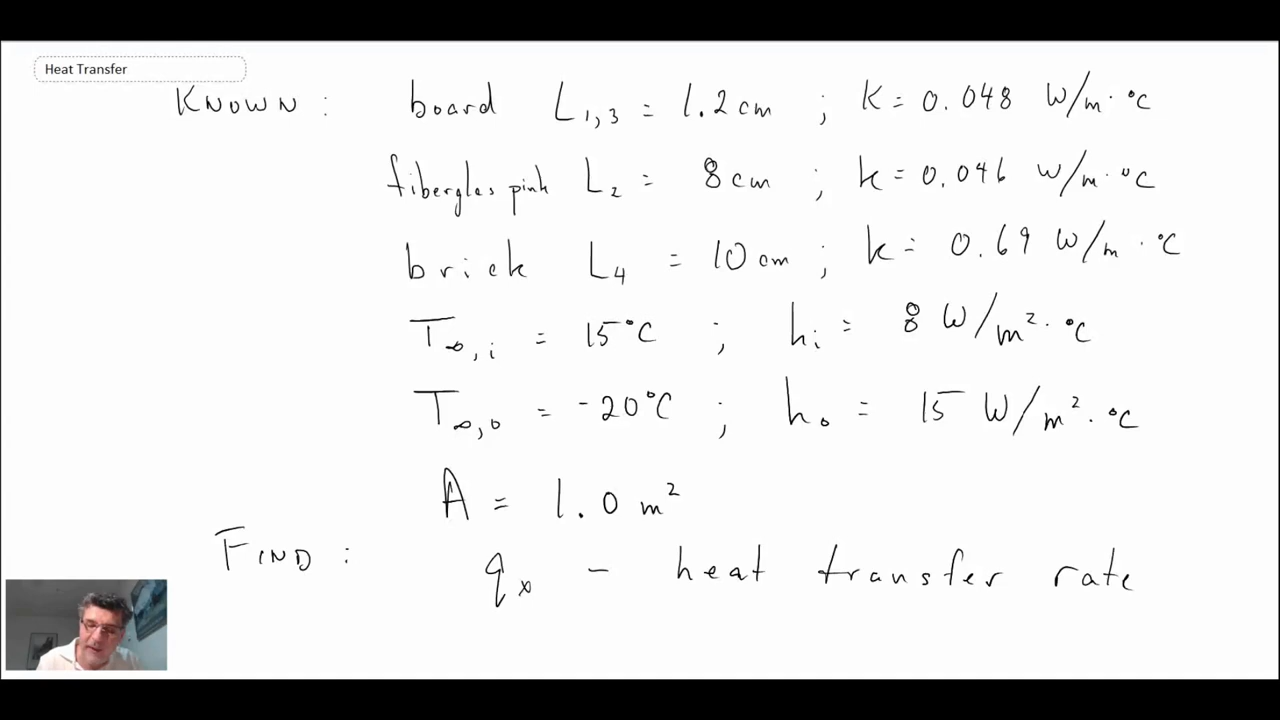 Heat Transfer
KNOWN : board L1,3 = 1.2 cm ; K = 0.048 W/m·°C
fiberglas pink L2 = 8 cm ; k = 0.046 W/m·°C
brick L4 = 10 cm ; k = 0.69 W/m·°C
T∞,i = 15°C ; hi = 8 W/m²·°C
T∞,o = -20°C ; ho = 15 W/m²·°C
A = 1.0 m²
FIND : qx - heat transfer rate